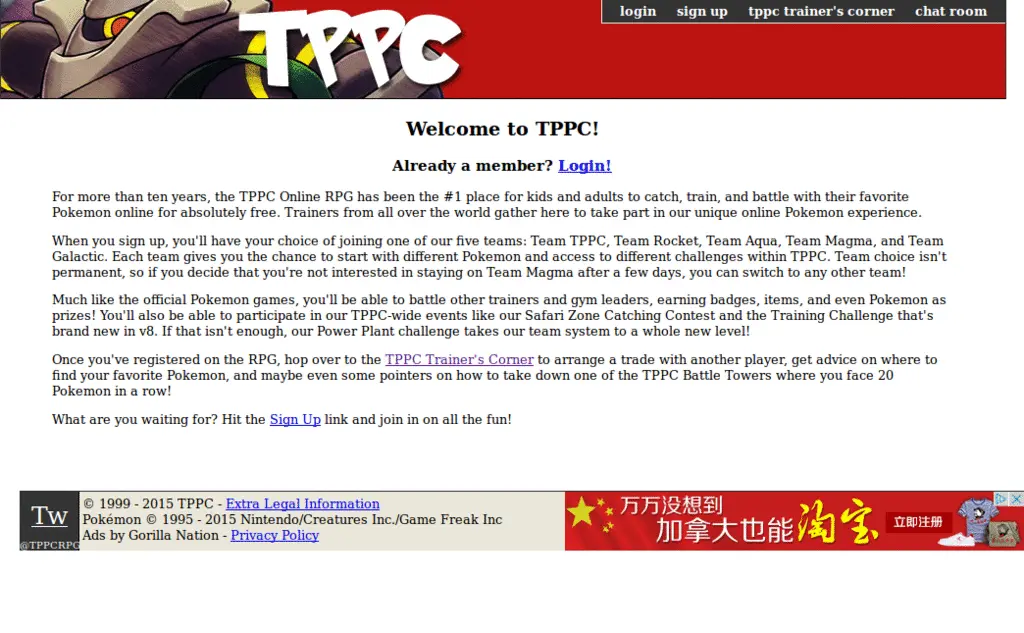 login sign up tppc trainer's corner chat room
TPPC
Welcome to TPPC!
Already a member? Login!
For more than ten years, the TPPC Online RPG has been the #1 place for kids and adults to catch, train, and battle with their favorite
Pokemon online for absolutely free. Trainers from all over the world gather here to take part in our unique online Pokemon experience.
When you sign up, you'll have your choice of joining one of our five teams: Team TPPC, Team Rocket, Team Aqua, Team Magma, and Team
Galactic. Each team gives you the chance to start with different Pokemon and access to different challenges within TPPC. Team choice isn't
permanent, so if you decide that you're not interested in staying on Team Magma after a few days, you can switch to any other team!
Much like the official Pokemon games, you'll be able to battle other trainers and gym leaders, earning badges, items, and even Pokemon as
prizes! You'll also be able to participate in our TPPC-wide events like our Safari Zone Catching Contest and the Training Challenge that's
brand new in v8. If that isn't enough, our Power Plant challenge takes our team system to a whole new level!
Once you've registered on the RPG, hop over to the TPPC Trainer's Corner to arrange a trade with another player, get advice on where to
find your favorite Pokemon, and maybe even some pointers on how to take down one of the TPPC Battle Towers where you face 20
Pokemon in a row!
What are you waiting for? Hit the Sign Up link and join in on all the fun!
Tw
@TPPCRPG
© 1999 - 2015 TPPC - Extra Legal Information
Pokémon © 1995 - 2015 Nintendo/Creatures Inc./Game Freak Inc
Ads by Gorilla Nation - Privacy Policy
万万没想到
加拿大也能淘宝
立即注册